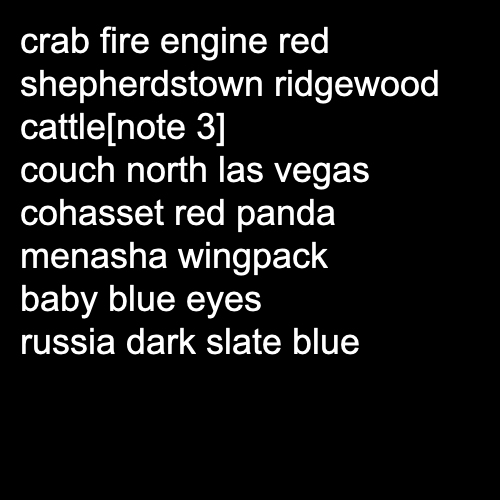 crab fire engine red
shepherdstown ridgewood
cattle[note 3]
couch north las vegas
cohasset red panda
menasha wingpack
baby blue eyes
russia dark slate blue